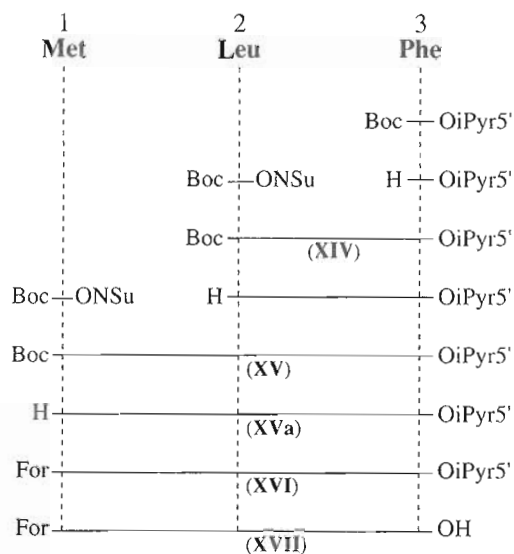 1 2 3
Met Leu Phe
Boc OiPyr5'
Boc ONSu H OiPyr5'
Boc (XIV) OiPyr5'
Boc ONSu H OiPyr5'
Boc (XV) OiPyr5'
H (XVa) OiPyr5'
For (XVI) OiPyr5'
For (XVII) OH